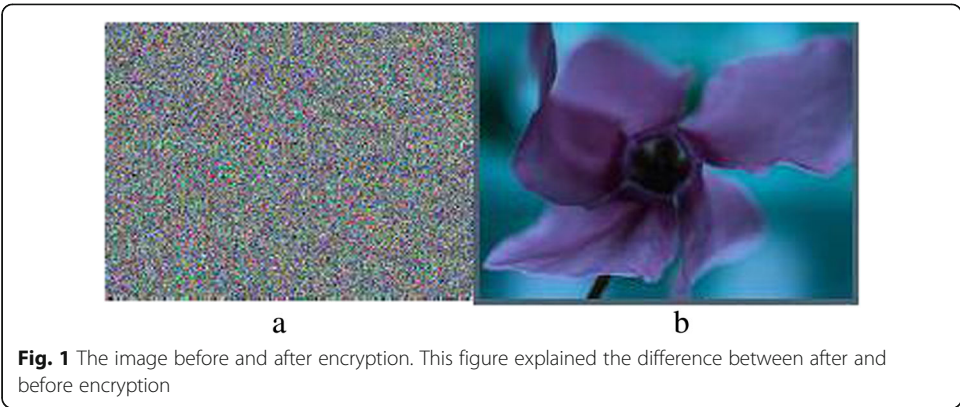 a b
Fig. 1 The image before and after encryption. This figure explained the difference between after and
before encryption